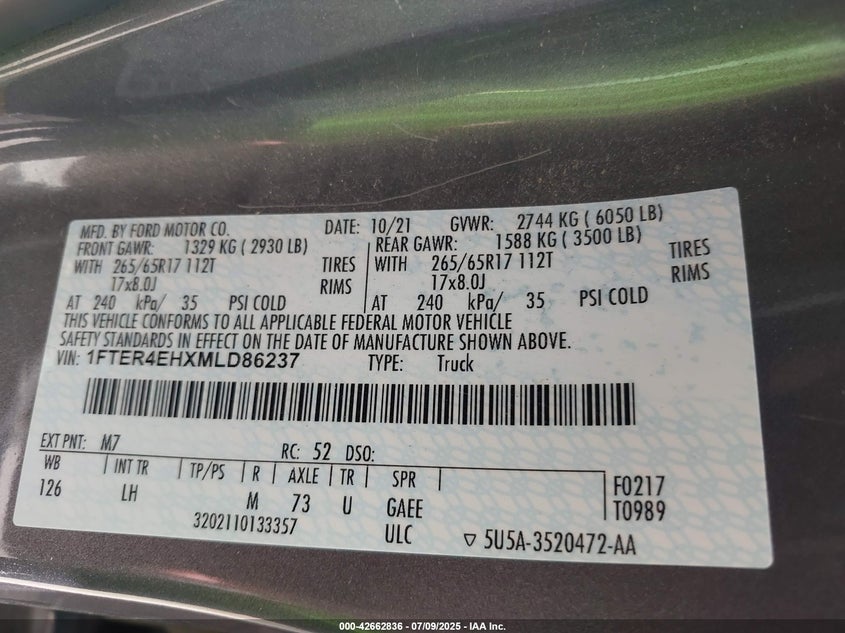 MFD. BY FORD MOTOR CO. DATE: 10/21 GVWR: 2744 KG ( 6050 LB)
FRONT GAWR: 1329 KG ( 2930 LB) REAR GAWR: 1588 KG ( 3500 LB)
WITH 265/65R17 112T TIRES WITH 265/65R17 112T TIRES
17x8.0J RIMS 17x8.0J RIMS
AT 240 kPa/ 35 PSI COLD AT 240 kPa/ 35 PSI COLD
THIS VEHICLE CONFORMS TO ALL APPLICABLE FEDERAL MOTOR VEHICLE
SAFETY STANDARDS IN EFFECT ON THE DATE OF MANUFACTURE SHOWN ABOVE.
VIN: 1FTER4EHXMLD86237 TYPE: Truck
EXT PNT: M7 RC: 52 DSO:
WB INT TR TP/PS R AXLE TR SPR
126 LH M 73 U GAEE
F0217
T0989
3202110133357 ULC ▽ 5U5A-3520472-AA
000-42662836 - 07/09/2025 - IAA Inc.